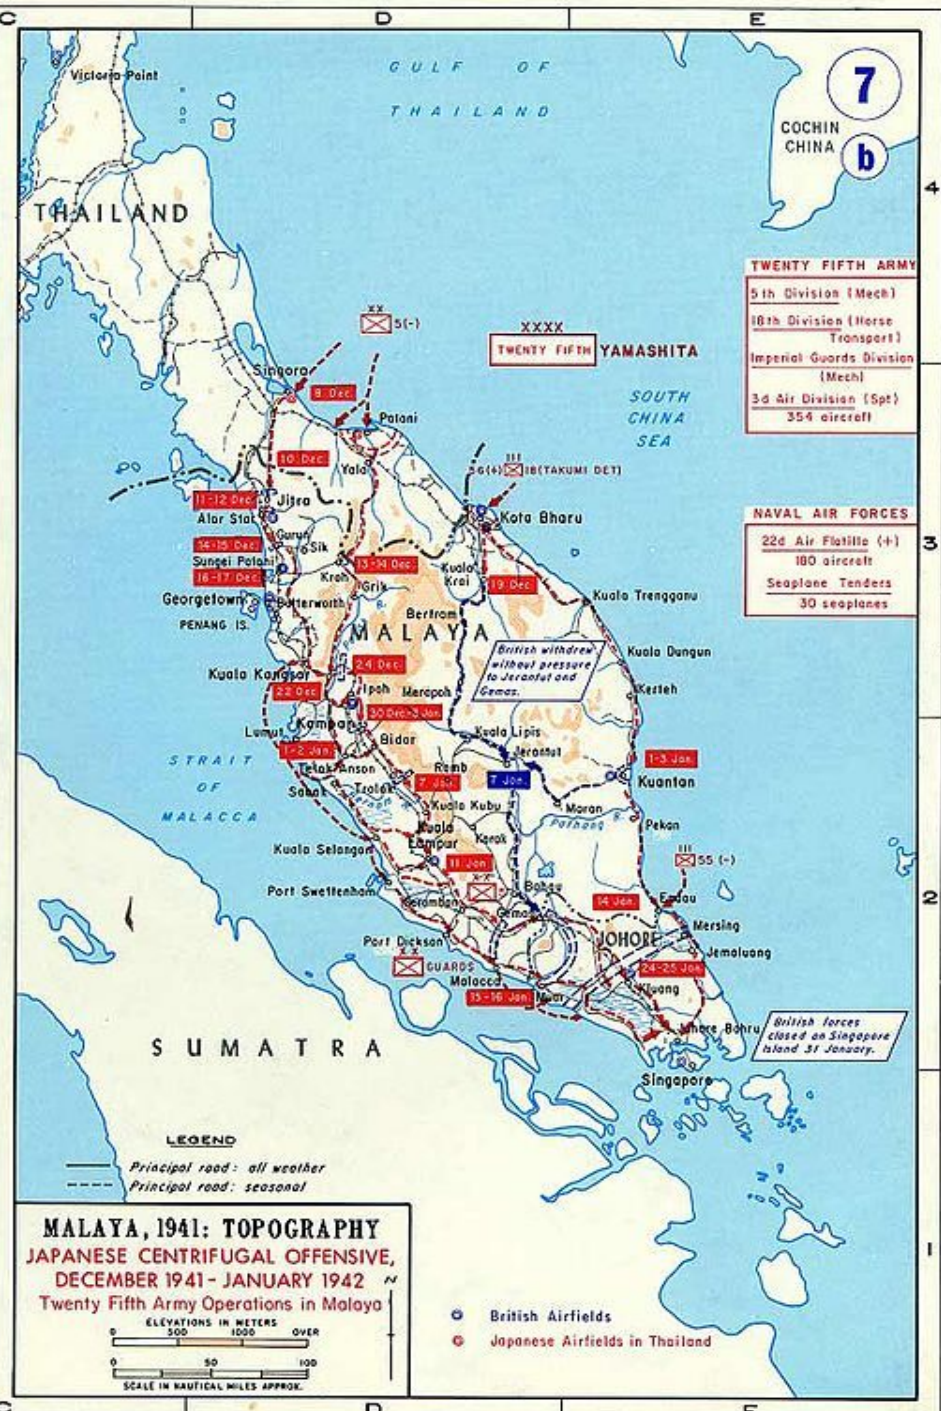 C
D
E
Victoria Point
GULF OF
THAILAND
7
COCHIN
CHINA
b
4
THAILAND
TWENTY FIFTH ARMY
5th Division (Mech)
18th Division (Horse
Transport)
Imperial Guards Division
(Mech)
3d Air Division (Spt)
354 aircraft
XX
5(-)
XXXX
TWENTY FIFTH YAMASHITA
Singora
8 Dec.
SOUTH
CHINA
SEA
Patani
10 Dec.
Yala
III
56(+) 18(TAKUMI DET)
11-12 Dec.
Jitra
Alor Star
Kota Bharu
NAVAL AIR FORCES
22d Air Flotilla (+)
180 aircraft
Seaplane Tenders
30 seaplanes
3
14-15 Dec.
Gurun
Sik
Sungei Patani
13-14 Dec.
Kuala
Krai
16-17 Dec.
Kroh
Grik
19 Dec.
Georgetown
Butterworth
Kuala Trengganu
PENANG IS.
Bertram
MALAYA
British withdrew
without pressure
to Jerantut and
Gemas.
Kuala Dungun
24 Dec.
Kuala Kangsar
22 Dec
Ipoh
Merapoh
Kerteh
30 Dec-3 Jan
Lumut
Kampar
Bidor
Kuala Lipis
1-2 Jan.
Jerantut
1-3 Jan.
STRAIT
OF
MALACCA
Telok Anson
Raub
7 Jan.
7 Jan.
Kuantan
Sabak
Trolak
Kuala Kubu
Maran
Pahang R.
Pekan
Karak
Kuala
Lumpur
Kuala Selangor
11 Jan
III
55 (-)
Port Swettenham
XX
Bahau
2
Seremban
Gemas
14 Jan.
Endau
Mersing
Port Dickson
JOHORE
Jemaluang
XX
GUARDS
24-25 Jan.
Malacca
Kluang
15-16 Jan.
Muar
Johore Bahru
British forces
closed on Singapore
Island 31 January.
SUMATRA
Singapore
LEGEND
Principal road: all weather
Principal road: seasonal
MALAYA, 1941: TOPOGRAPHY
JAPANESE CENTRIFUGAL OFFENSIVE,
DECEMBER 1941-JANUARY 1942
Twenty Fifth Army Operations in Malaya
N
ELEVATIONS IN METERS
0 500 1000 OVER
0 50 100
SCALE IN NAUTICAL MILES APPROX.
1
British Airfields
Japanese Airfields in Thailand
C
D
E